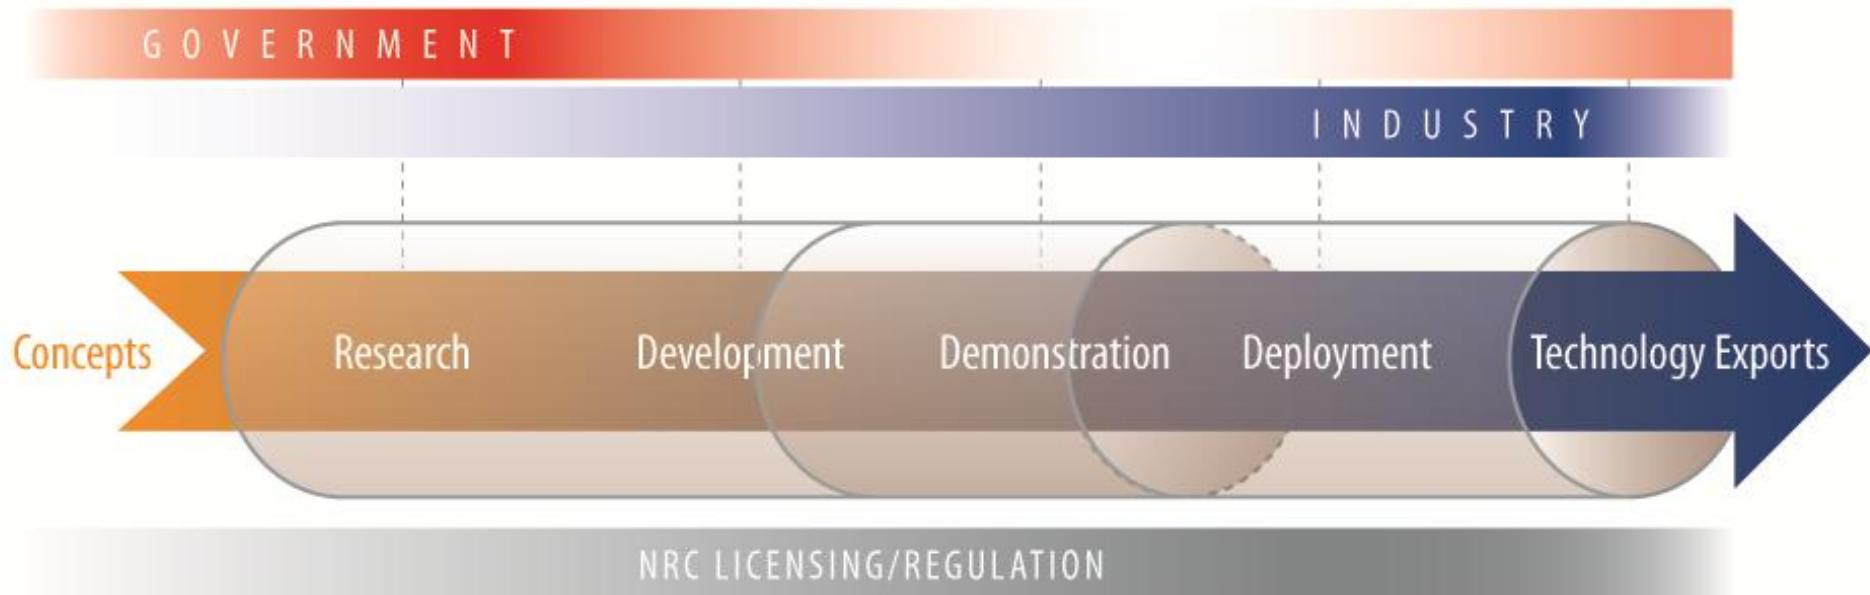 GOVERNMENT
INDUSTRY
Concepts
Research
Development
Demonstration
Deployment
Technology Exports
NRC LICENSING/REGULATION